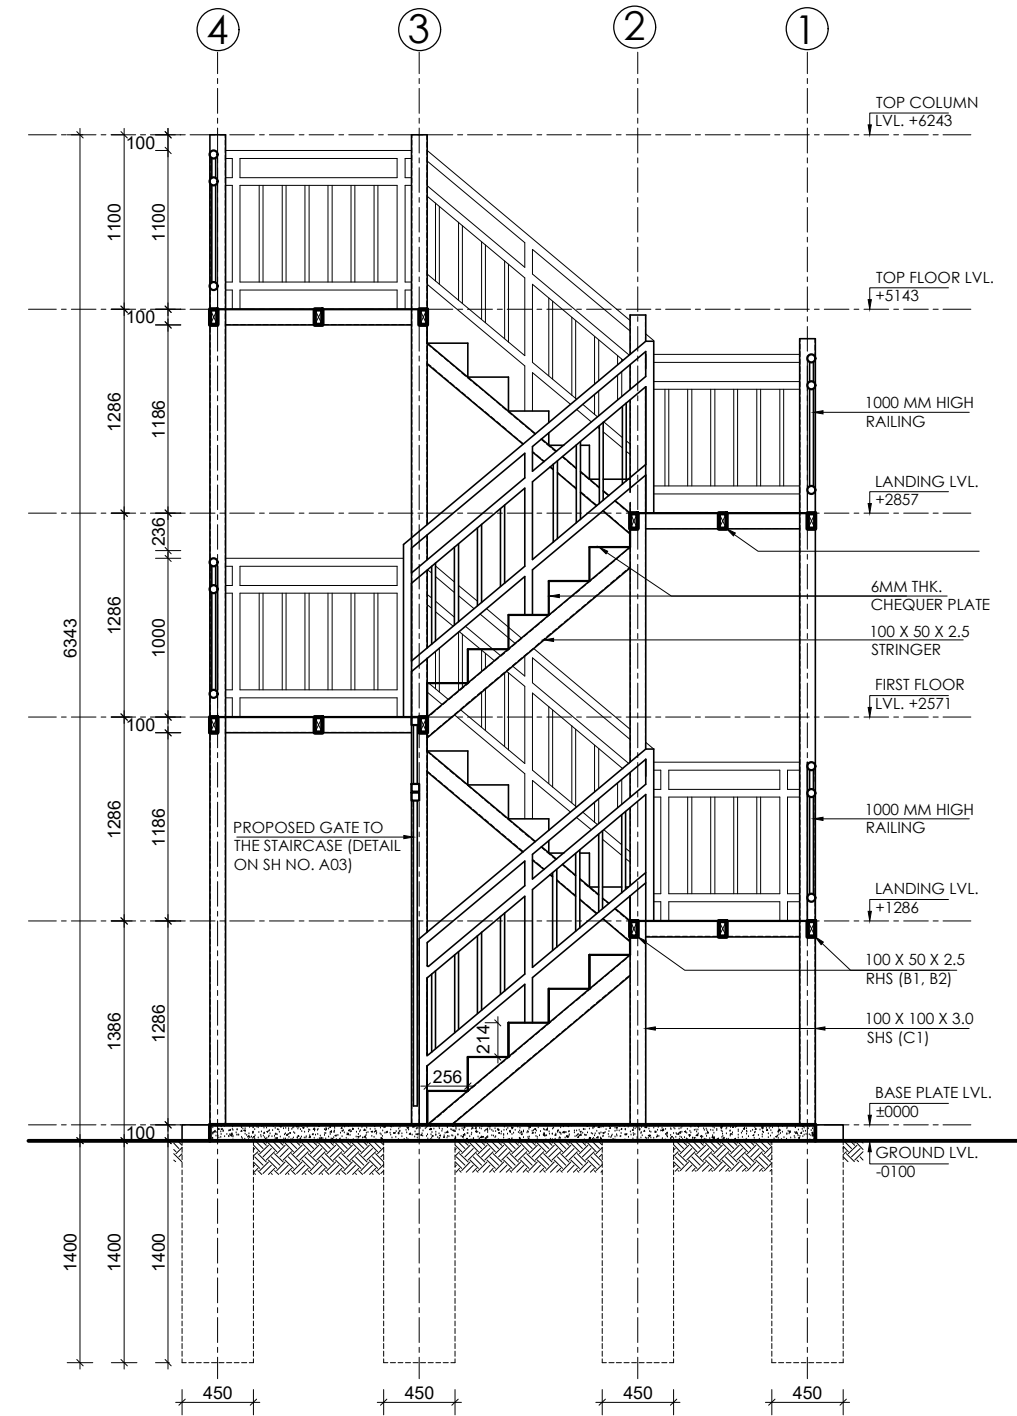 4
3
2
1
TOP COLUMN
LVL. +6243
100
1100
1100
TOP FLOOR LVL.
+5143
100
1286
1186
1000 MM HIGH
RAILING
LANDING LVL.
+2857
236
6MM THK.
CHEQUER PLATE
1286
1000
6343
100 X 50 X 2.5
STRINGER
FIRST FLOOR
LVL. +2571
100
1286
1186
1000 MM HIGH
RAILING
PROPOSED GATE TO
THE STAIRCASE (DETAIL
ON SH NO. A03)
LANDING LVL.
+1286
100 X 50 X 2.5
RHS (B1, B2)
1386
1286
214
100 X 100 X 3.0
SHS (C1)
256
BASE PLATE LVL.
±0000
100
GROUND LVL.
-0100
1400
1400
1400
450
450
450
450